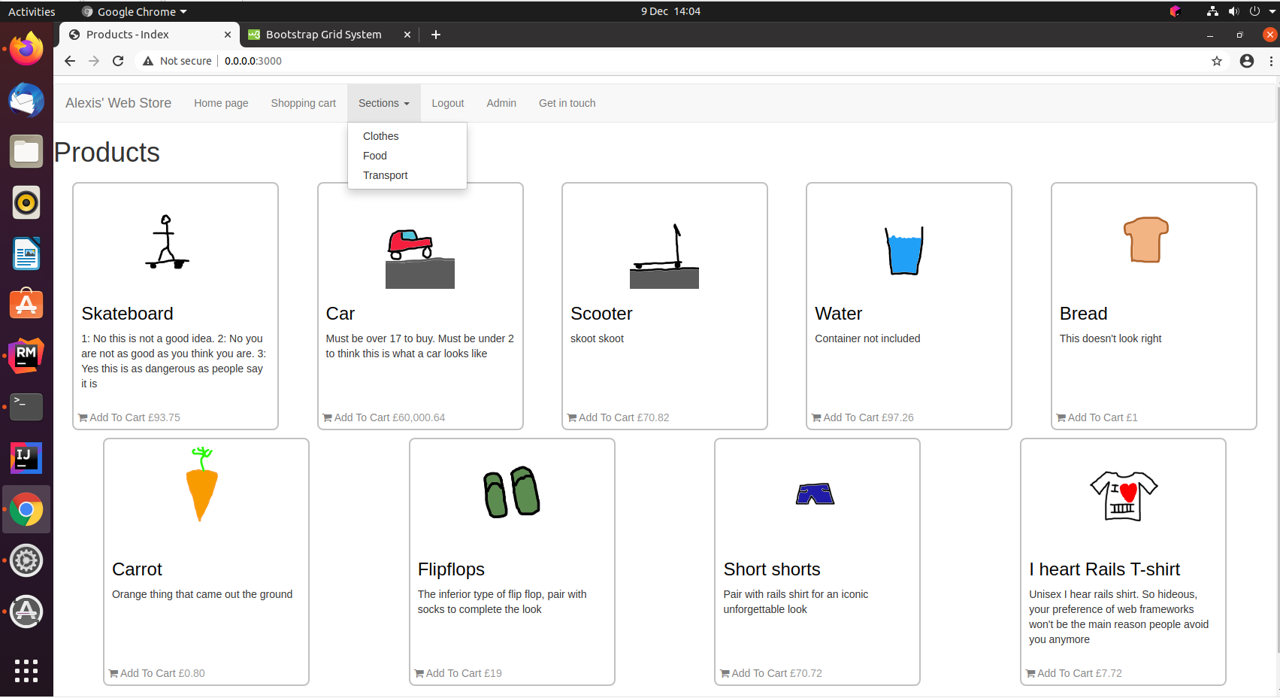 Activities
Google Chrome
9 Dec 14:04
Products - Index
Bootstrap Grid System
Not secure
0.0.0.0:3000
Alexis' Web Store
Home page
Shopping cart
Sections
Logout
Admin
Get in touch
Clothes
Food
Transport
Products
Skateboard
1: No this is not a good idea. 2: No you
are not as good as you think you are. 3:
Yes this is as dangerous as people say
it is
Add To Cart £93.75
Car
Must be over 17 to buy. Must be under 2
to think this is what a car looks like
Add To Cart £60,000.64
Scooter
skoot skoot
Add To Cart £70.82
Water
Container not included
Add To Cart £97.26
Bread
This doesn't look right
Add To Cart £1
Carrot
Orange thing that came out the ground
Add To Cart £0.80
Flipflops
The inferior type of flip flop, pair with
socks to complete the look
Add To Cart £19
Short shorts
Pair with rails shirt for an iconic
unforgettable look
Add To Cart £70.72
I
I heart Rails T-shirt
Unisex I hear rails shirt. So hideous,
your preference of web frameworks
won't be the main reason people avoid
you anymore
Add To Cart £7.72
RM
>_
IJ